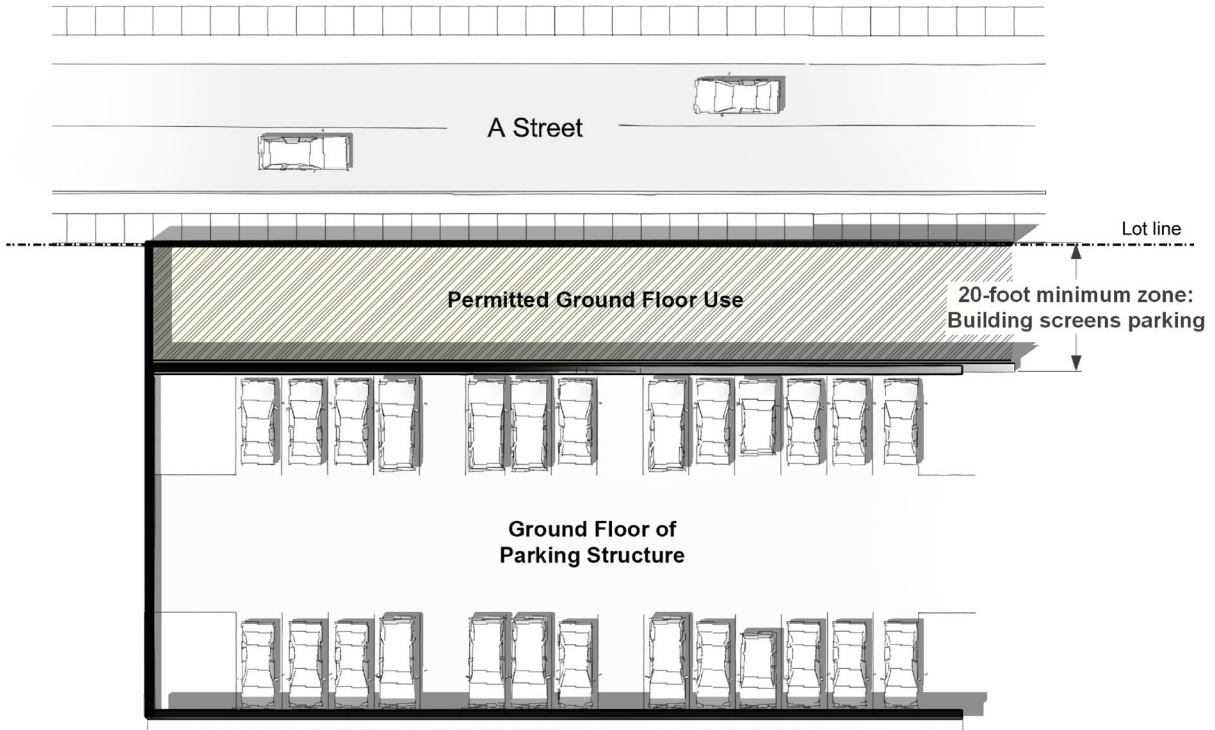 A Street
Lot line
Permitted Ground Floor Use
20-foot minimum zone:
Building screens parking
Ground Floor of
Parking Structure